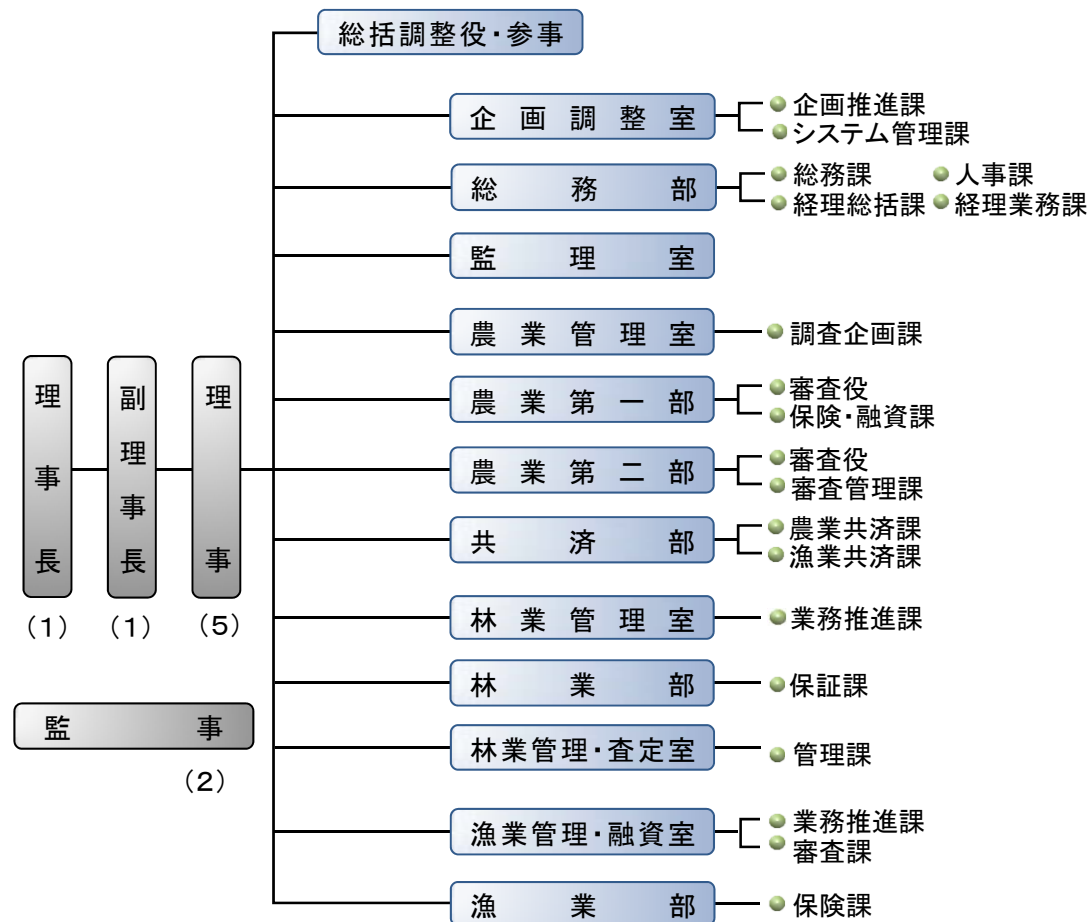 総括調整役・参事
企画調整室
企画推進課
システム管理課
総務部
総務課 人事課
経理総括課 経理業務課
監理室
農業管理室
調査企画課
農業第一部
審査役
保険・融資課
農業第二部
審査役
審査管理課
共済部
農業共済課
漁業共済課
林業管理室
業務推進課
林業部
保証課
林業管理・査定室
管理課
漁業管理・融資室
業務推進課
審査課
漁業部
保険課
理事長
(1)
副理事長
(1)
理事
(5)
監事
(2)